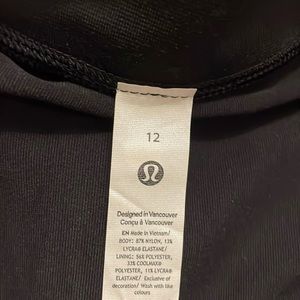 12
Designed in Vancouver
Conçu à Vancouver
EN Made in Vietnam/
BODY: 87% NYLON, 13%
LYCRA® ELASTANE/
LINING: 56% POLYESTER,
33% COOLMAX®
POLYESTER, 11% LYCRA®
ELASTANE/ Exclusive of
decoration/ Wash with like
colours